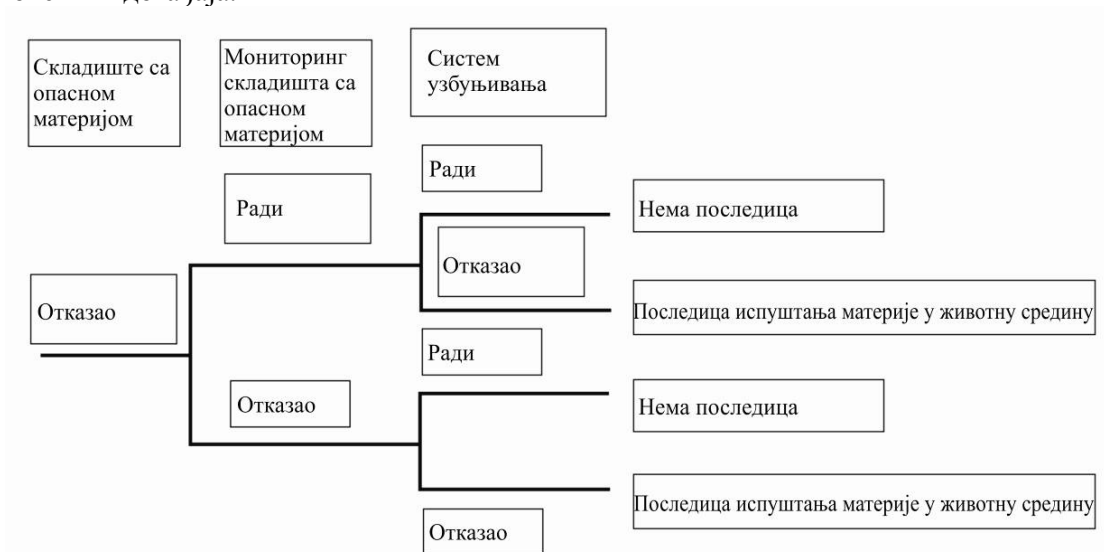 Складиште са
опасном
материјом
Мониторинг
складишта са
опасном
материјом
Систем
узбуњивања
Ради
Ради
Нема последица
Отказао
Отказао
Последица испуштања материје у животну средину
Ради
Отказао
Нема последица
Последица испуштања материје у животну средину
Отказао